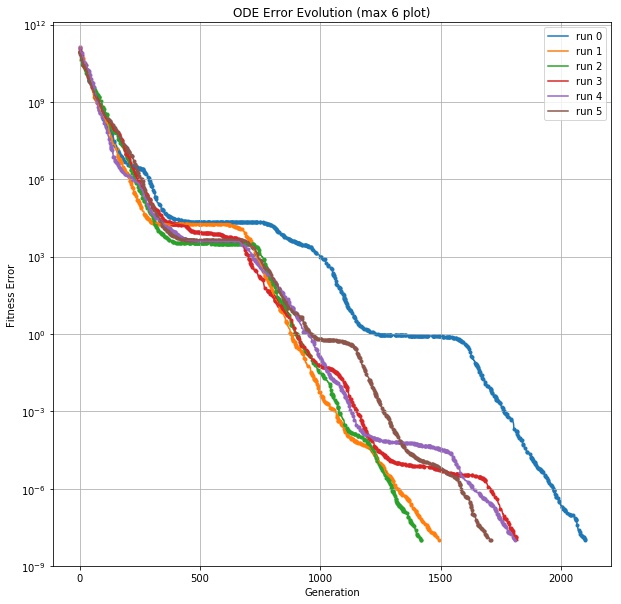 ODE Error Evolution (max 6 plot)
run 0
run 1
run 2
run 3
run 4
run 5
10^12
10^9
10^6
10^3
10^0
10^−3
10^−6
10^−9
Fitness Error
0 500 1000 1500 2000
Generation